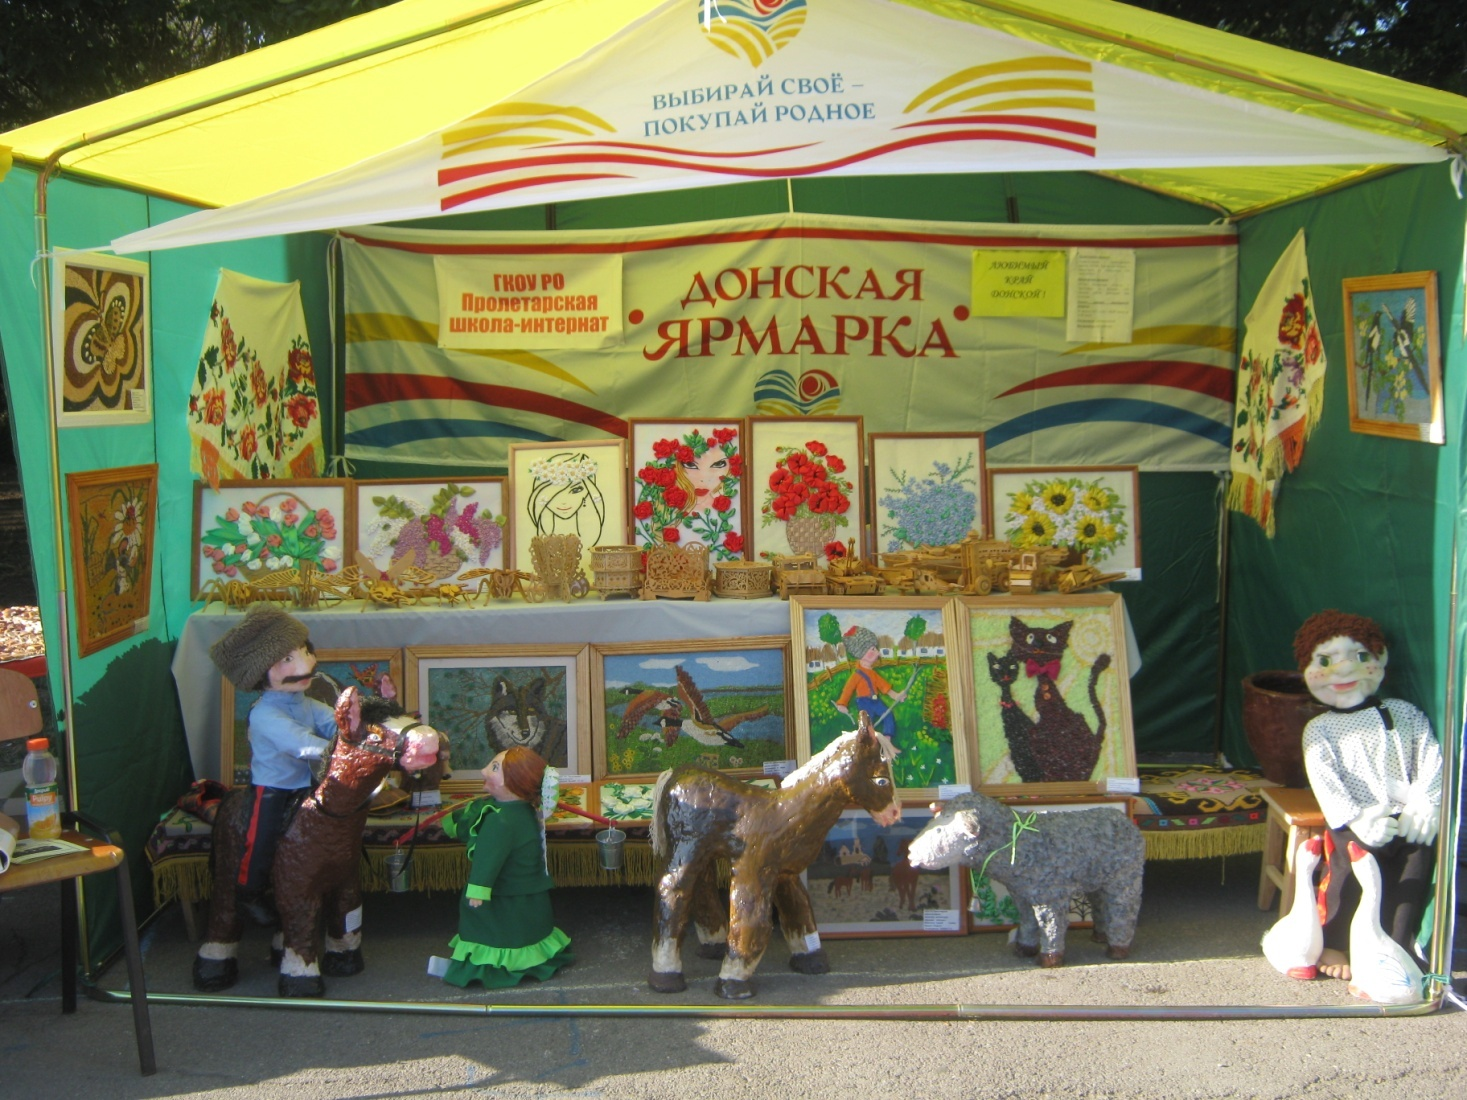 ВЫБИРАЙ СВОЁ –
ПОКУПАЙ РОДНОЕ
ГКОУ РО
Пролетарская
школа-интернат
ДОНСКАЯ
ЯРМАРКА
ЛЮБИМЫЙ
КРАЙ
ДОНСКОЙ!